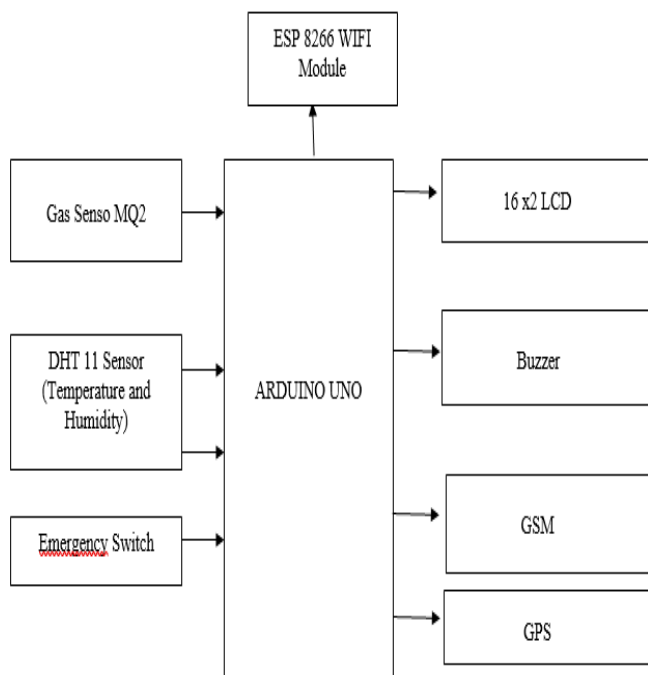 ESP 8266 WIFI
Module
Gas Senso MQ2
16 x2 LCD
DHT 11 Sensor
(Temperature and
Humidity)
ARDUINO UNO
Buzzer
Emergency Switch
GSM
GPS